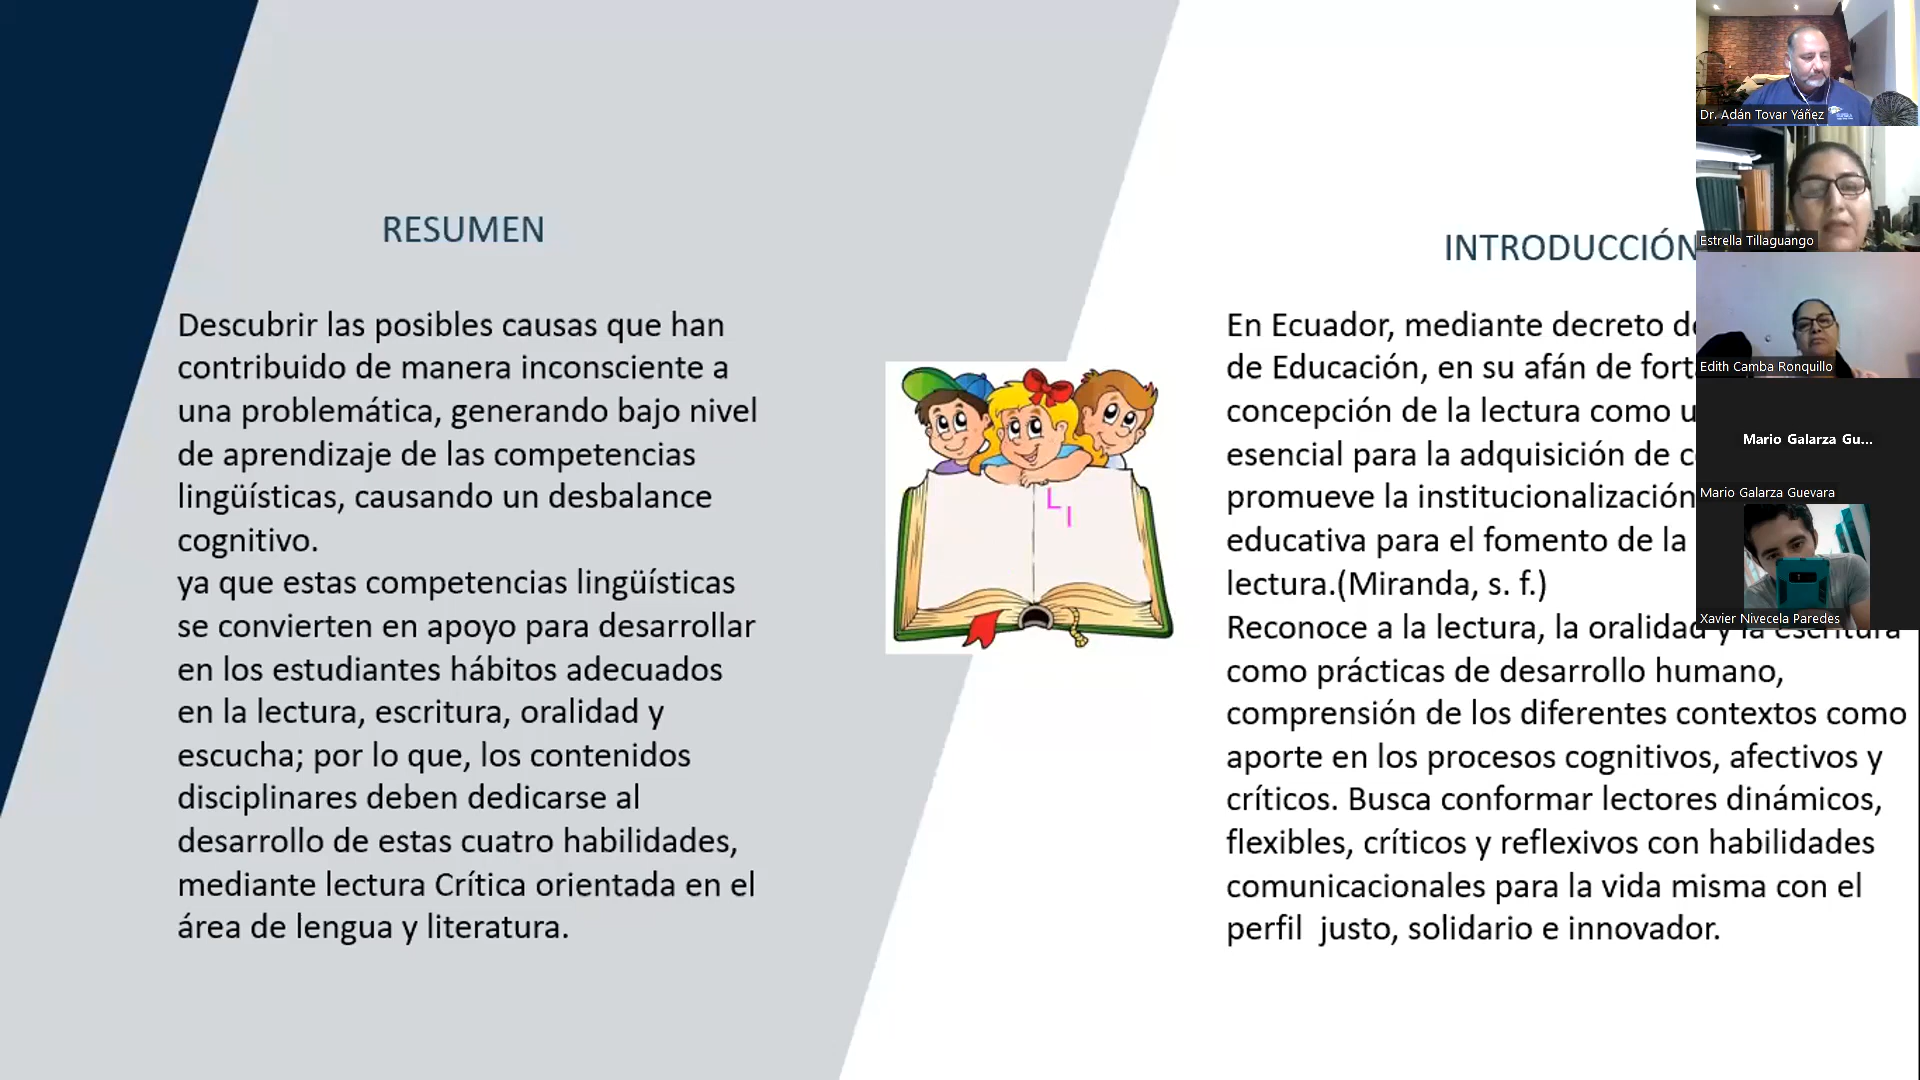 RESUMEN
Descubrir las posibles causas que han
contribuido de manera inconsciente a
una problemática, generando bajo nivel
de aprendizaje de las competencias
lingüísticas, causando un desbalance
cognitivo.
ya que estas competencias lingüísticas
se convierten en apoyo para desarrollar
en los estudiantes hábitos adecuados
en la lectura, escritura, oralidad y
escucha; por lo que, los contenidos
disciplinares deben dedicarse al
desarrollo de estas cuatro habilidades,
mediante lectura Crítica orientada en el
área de lengua y literatura.
L
I
INTRODUCCIÓN
En Ecuador, mediante decreto
de Educación, en su afán de
concepción de la lectura como
esencial para la adquisición de
promueve la institucionalización
educativa para el fomento de la
lectura.(Miranda, s. f.)
Reconoce a la lectura, la oralidad y la escritura
como prácticas de desarrollo humano,
comprensión de los diferentes contextos como
aporte en los procesos cognitivos, afectivos y
críticos. Busca conformar lectores dinámicos,
flexibles, críticos y reflexivos con habilidades
comunicacionales para la vida misma con el
perfil  justo, solidario e innovador.
Dr. Adán Tovar Yáñez
Estrella Tillaguango
Edith Camba Ronquillo
Mario Galarza Gu...
Mario Galarza Guevara
Xavier Nivecela Paredes